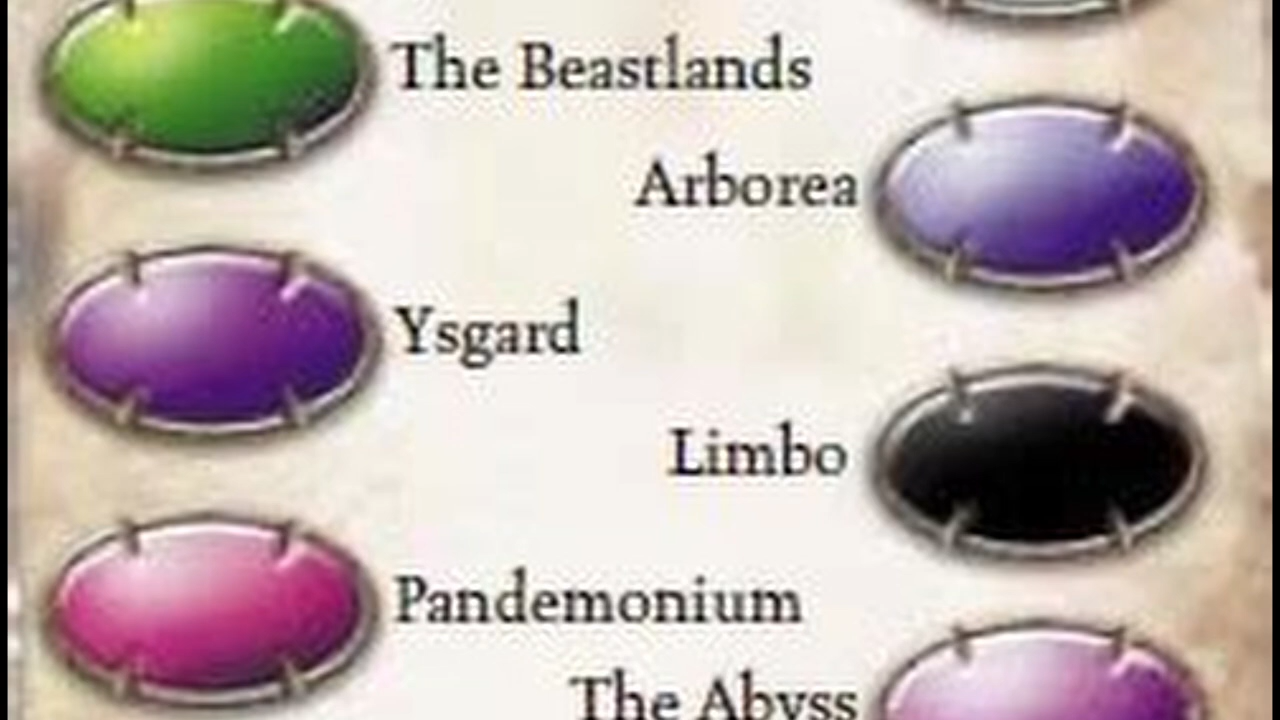 The Beastlands
Arborea
Ysgard
Limbo
Pandemonium
The Abyss